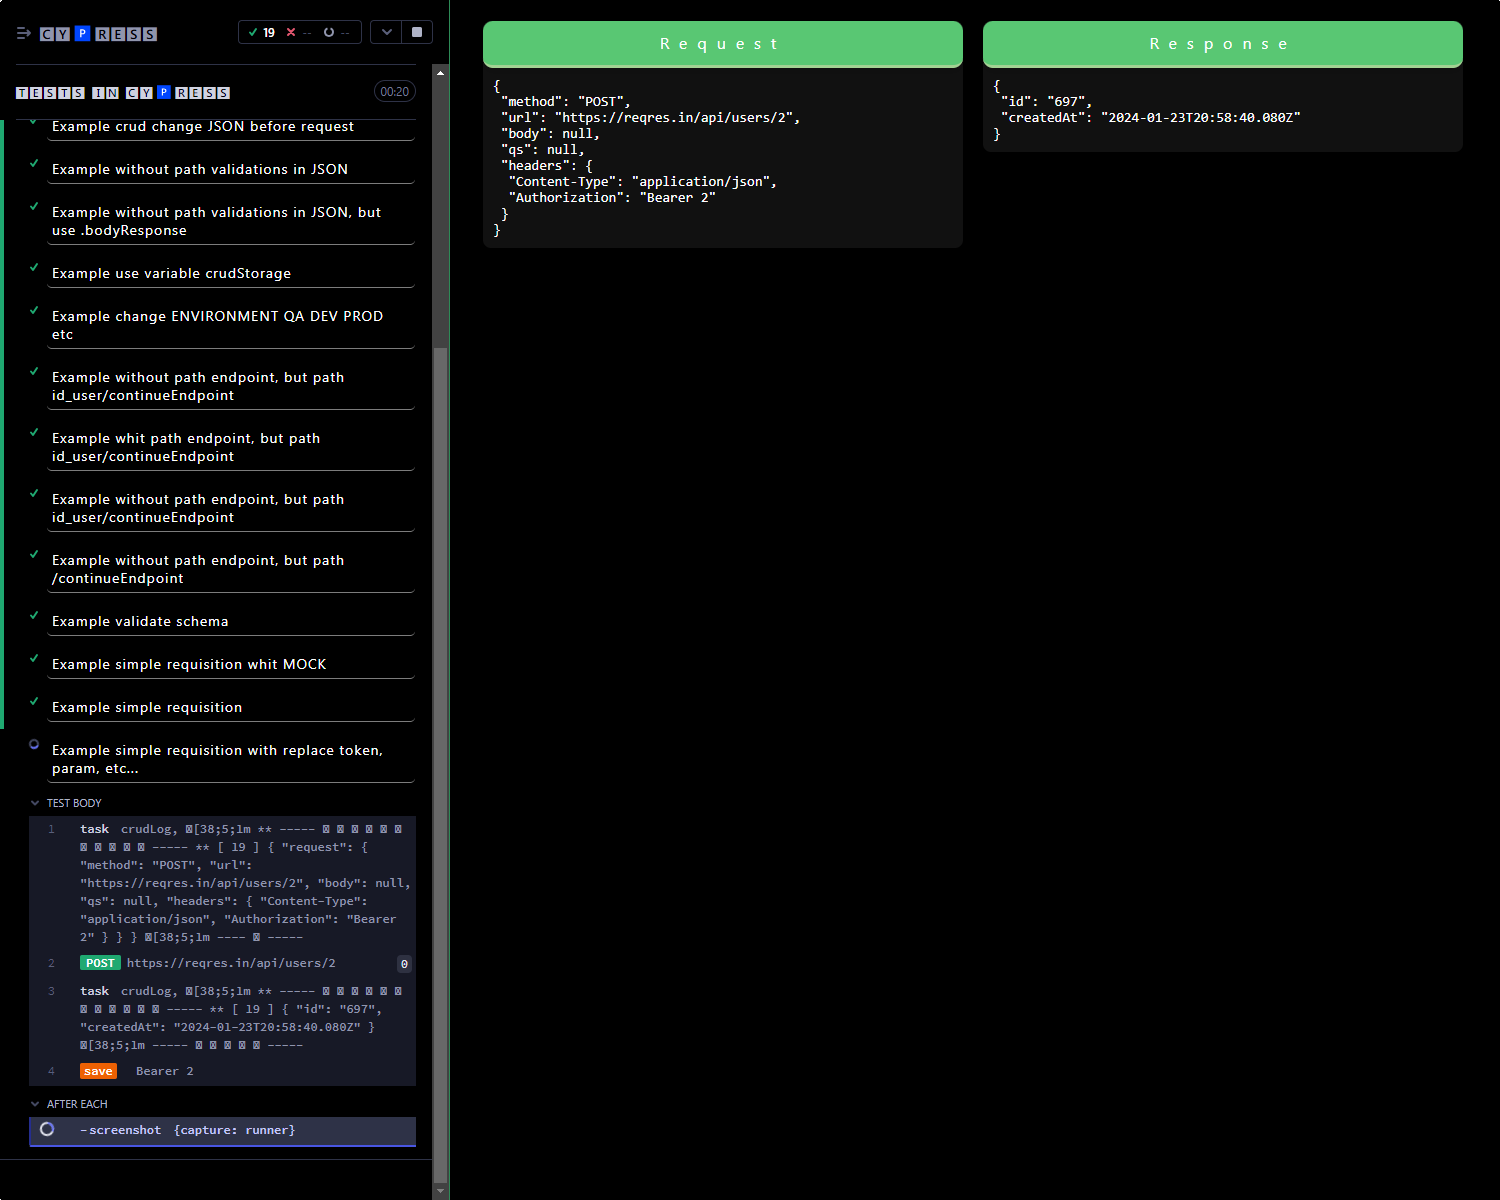 CYPRESS
19 -- --
TESTS IN CYPRESS
00:20
Example crud change JSON before request
Example without path validations in JSON
Example without path validations in JSON, but
use .bodyResponse
Example use variable crudStorage
Example change ENVIRONMENT QA DEV PROD
etc
Example without path endpoint, but path
id_user/continueEndpoint
Example whit path endpoint, but path
id_user/continueEndpoint
Example without path endpoint, but path
id_user/continueEndpoint
Example without path endpoint, but path
/continueEndpoint
Example validate schema
Example simple requisition whit MOCK
Example simple requisition
Example simple requisition with replace token,
param, etc...
TEST BODY
1 task crudLog, [38;5;1m ** -----
----- ** [ 19 ] { "request": {
"method": "POST", "url":
"https://reqres.in/api/users/2", "body": null,
"qs": null, "headers": { "Content-Type":
"application/json", "Authorization": "Bearer
2" } } } [38;5;1m ---- -----
2 POST https://reqres.in/api/users/2 0
3 task crudLog, [38;5;1m ** -----
----- ** [ 19 ] { "id": "697",
"createdAt": "2024-01-23T20:58:40.080Z" }
[38;5;1m ----- -----
4 save Bearer 2
AFTER EACH
-screenshot {capture: runner}
Request
{
"method": "POST",
"url": "https://reqres.in/api/users/2",
"body": null,
"qs": null,
"headers": {
"Content-Type": "application/json",
"Authorization": "Bearer 2"
}
}
Response
{
"id": "697",
"createdAt": "2024-01-23T20:58:40.080Z"
}